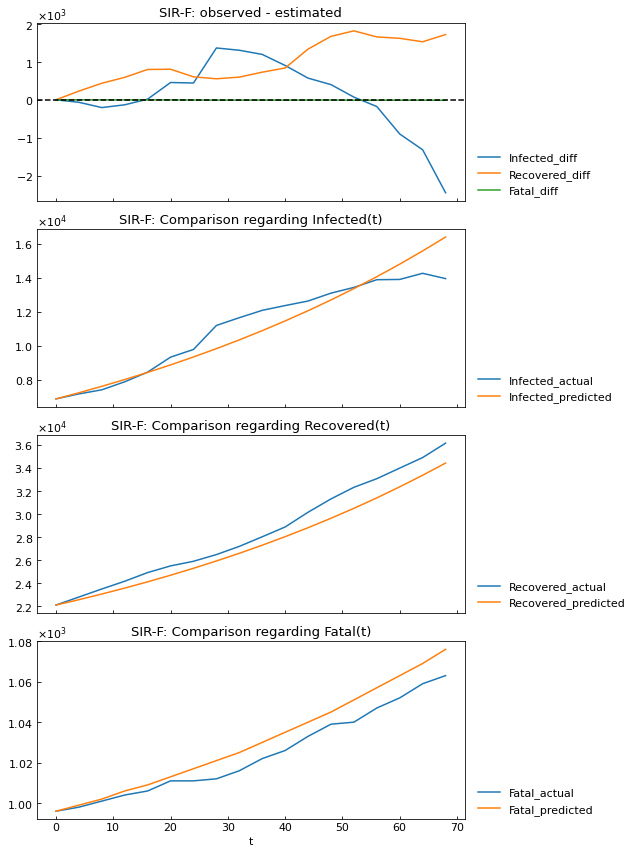 SIR-F: observed - estimated
×10³
2
1
0
−1
−2
Infected_diff
Recovered_diff
Fatal_diff
SIR-F: Comparison regarding Infected(t)
×10⁴
1.6
1.4
1.2
1.0
0.8
Infected_actual
Infected_predicted
SIR-F: Comparison regarding Recovered(t)
×10⁴
3.6
3.4
3.2
3.0
2.8
2.6
2.4
2.2
Recovered_actual
Recovered_predicted
SIR-F: Comparison regarding Fatal(t)
×10³
1.08
1.06
1.04
1.02
1.00
Fatal_actual
Fatal_predicted
0 10 20 30 40 50 60 70
t